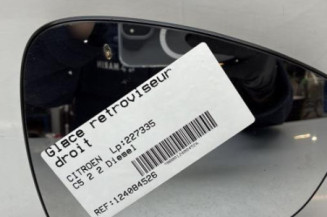 Glace retroviseur
droit
CITROEN Lp:227335
C5 2 2 Diesel
REF:124084526